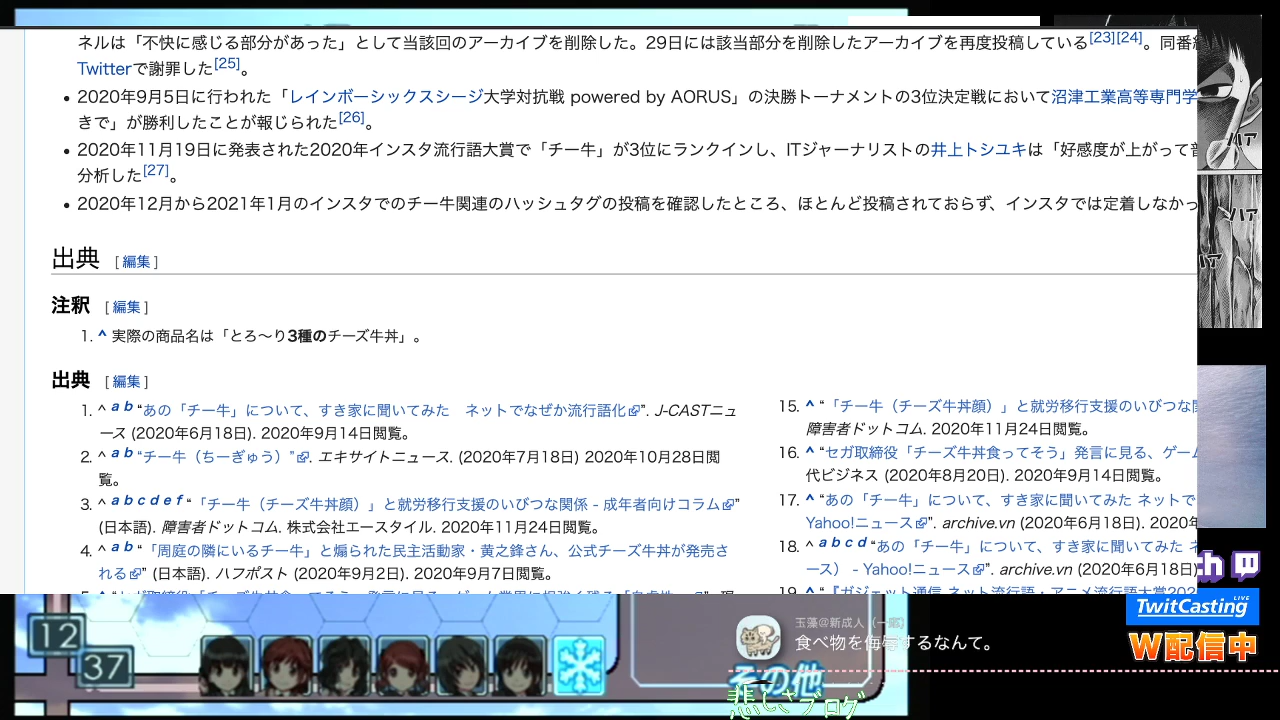 ネルは「不快に感じる部分があった」として当該回のアーカイブを削除した。29日には該当部分を削除したアーカイブを再度投稿している[23][24]。同番
Twitterで謝罪した[25]。
• 2020年9月5日に行われた「レインボーシックスシージ大学対抗戦 powered by AORUS」の決勝トーナメントの3位決定戦において沼津工業高等専門学
きで」が勝利したことが報じられた[26]。
• 2020年11月19日に発表された2020年インスタ流行語大賞で「チー牛」が3位にランクインし、ITジャーナリストの井上トシユキは「好感度が上がって
分析した[27]。
• 2020年12月から2021年1月のインスタでのチー牛関連のハッシュタグの投稿を確認したところ、ほとんど投稿されておらず、インスタでは定着しなかっ
出典 [編集]
注釈 [編集]
1. ^ 実際の商品名は「とろ〜り3種のチーズ牛丼」。
出典 [編集]
1. ^ a b “あの「チー牛」について、すき家に聞いてみた ネットでなぜか流行語化”. J-CASTニュ
ース (2020年6月18日). 2020年9月14日閲覧。
2. ^ a b “チー牛（ちーぎゅう）”. エキサイトニュース. (2020年7月18日) 2020年10月28日閲
覧。
3. ^ a b c d e f “「チー牛（チーズ牛丼顔）」と就労移行支援のいびつな関係 - 成年者向けコラム”
(日本語). 障害者ドットコム. 株式会社エースタイル. 2020年11月24日閲覧。
4. ^ a b “「周庭の隣にいるチー牛」と煽られた民主活動家・黄之鋒さん、公式チーズ牛丼が発売さ
れる” (日本語). ハフポスト (2020年9月2日). 2020年9月7日閲覧。
15. ^ “「チー牛（チーズ牛丼顔）」と就労移行支援のいびつな
障害者ドットコム. 2020年11月24日閲覧。
16. ^ “セガ取締役「チーズ牛丼食ってそう」発言に見る、ゲーム
代ビジネス (2020年8月20日). 2020年9月14日閲覧。
17. ^ “あの「チー牛」について、すき家に聞いてみた ネットで
Yahoo!ニュース”. archive.vn (2020年6月18日). 2020年
18. ^ a b c d “あの「チー牛」について、すき家に聞いてみた
ース） - Yahoo!ニュース”. archive.vn (2020年6月18日)
ハア
ハア
TwitCasting LIVE
W配信中
12
37
玉藻@新成人
食べ物を侮辱するなんて。
その他
悲しさブログ